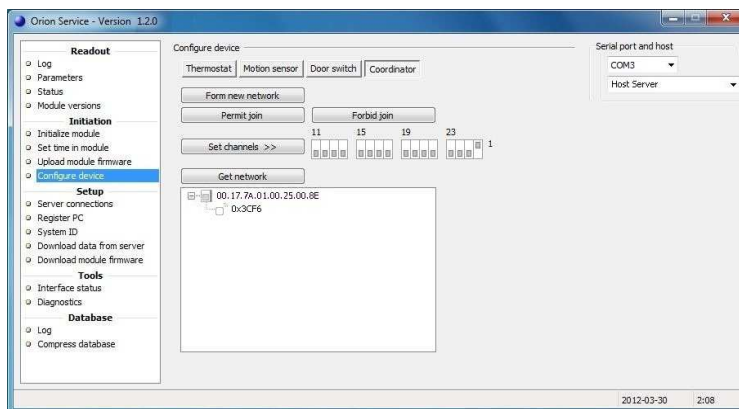 Orion Service - Version 1.2.0
Readout
Log
Parameters
Status
Module versions
Initiation
Initialize module
Set time in module
Upload module firmware
Configure device
Setup
Server connections
Register PC
System ID
Download data from server
Download module firmware
Tools
Interface status
Diagnostics
Database
Log
Compress database
Configure device
Thermostat Motion sensor Door switch Coordinator
Form new network
Permit join Forbid join
11 15 19 23
Set channels >> 1
Get network
00.17.7A.01.00.25.00.8E
0x3CF6
Serial port and host
COM3
Host Server
2012-03-30 2:08